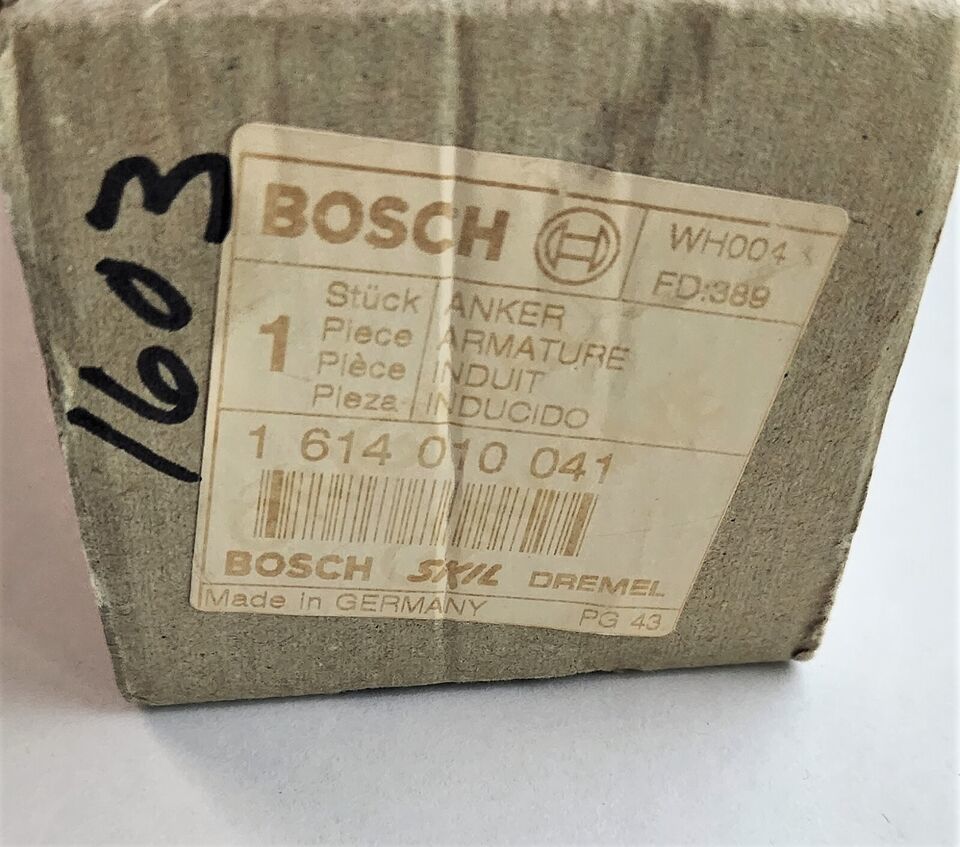 1603
BOSCH
WH004
FD:389
1
Stück ANKER
Piece ARMATURE
Pièce INDUIT
Pieza INDUCIDO
1 614 010 041
BOSCH SKIL DREMEL
Made in GERMANY PG 43